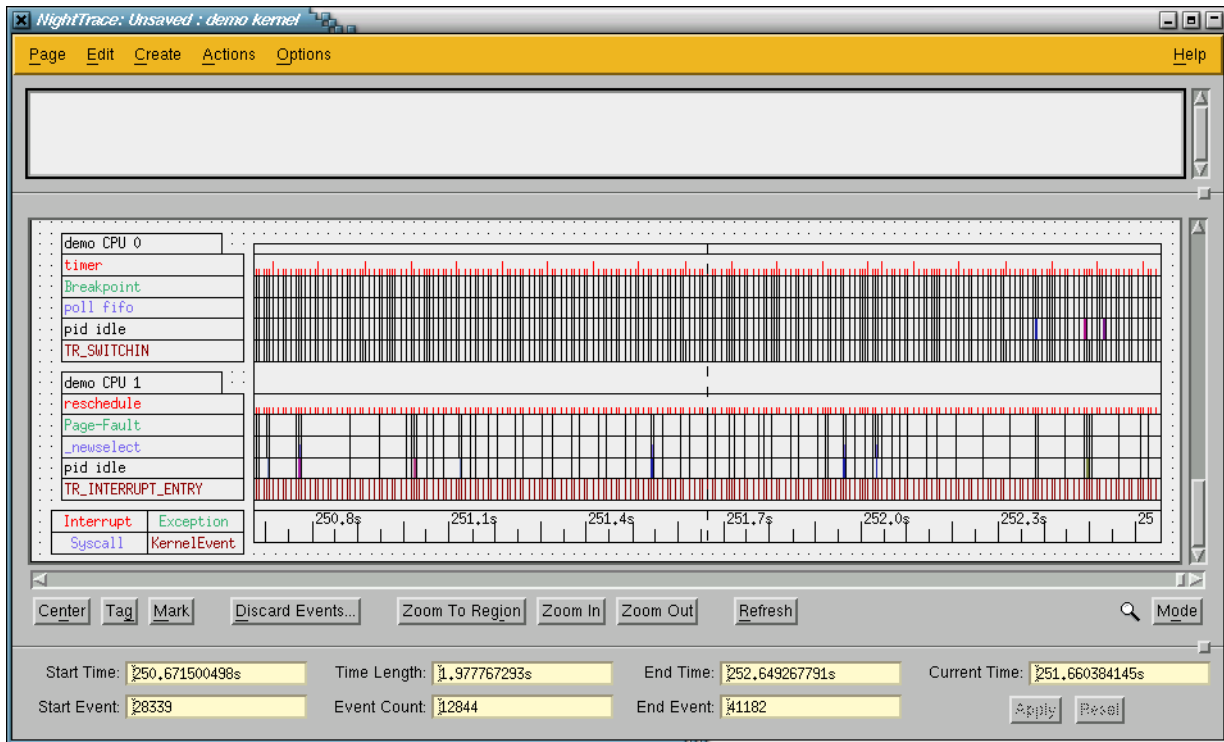 NightTrace: Unsaved : demo kernel
Page Edit Create Actions Options Help
demo CPU 0
timer
Breakpoint
poll fifo
pid idle
TR_SWITCHIN
demo CPU 1
reschedule
Page-Fault
_newselect
pid idle
TR_INTERRUPT_ENTRY
Interrupt Exception
Syscall KernelEvent
250.8s 251.1s 251.4s 251.7s 252.0s 252.3s 25
Center Tag Mark Discard Events... Zoom To Region Zoom In Zoom Out Refresh Mode
Start Time: 250.671500498s Time Length: 1.977767293s End Time: 252.649267791s Current Time: 251.660384145s
Start Event: 28339 Event Count: 12844 End Event: 41182 Apply Reset